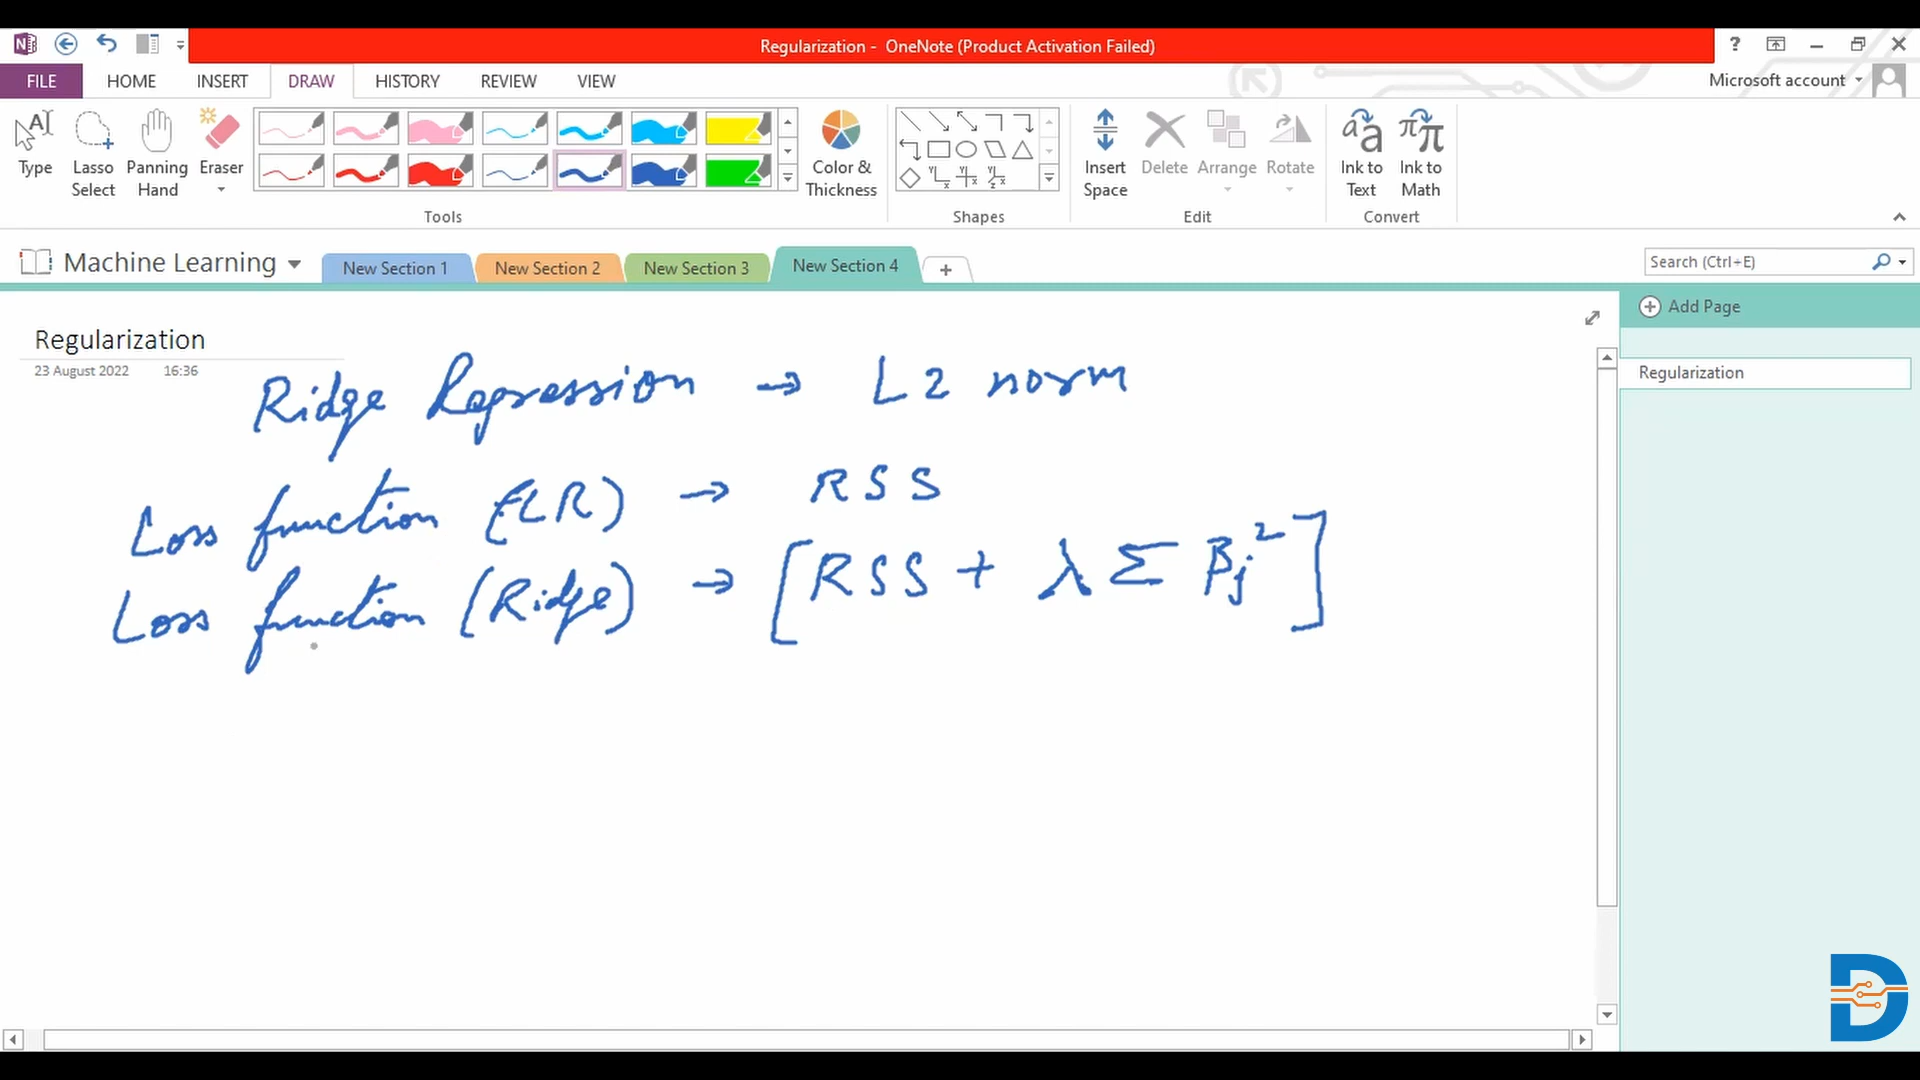 Regularization - OneNote (Product Activation Failed)
?
FILE HOME INSERT DRAW HISTORY REVIEW VIEW
Microsoft account
Type
Lasso Select
Panning Hand
Eraser
Color & Thickness
Insert Space
Delete
Arrange
Rotate
Ink to Text
Ink to Math
Tools Shapes Edit Convert
Machine Learning New Section 1 New Section 2 New Section 3 New Section 4 +
Search (Ctrl+E)
Add Page
Regularization
Regularization
23 August 2022 16:36
Ridge Regression → L2 norm
Loss function (LR) → RSS
Loss function (Ridge) → [RSS + λ Σ βj²]